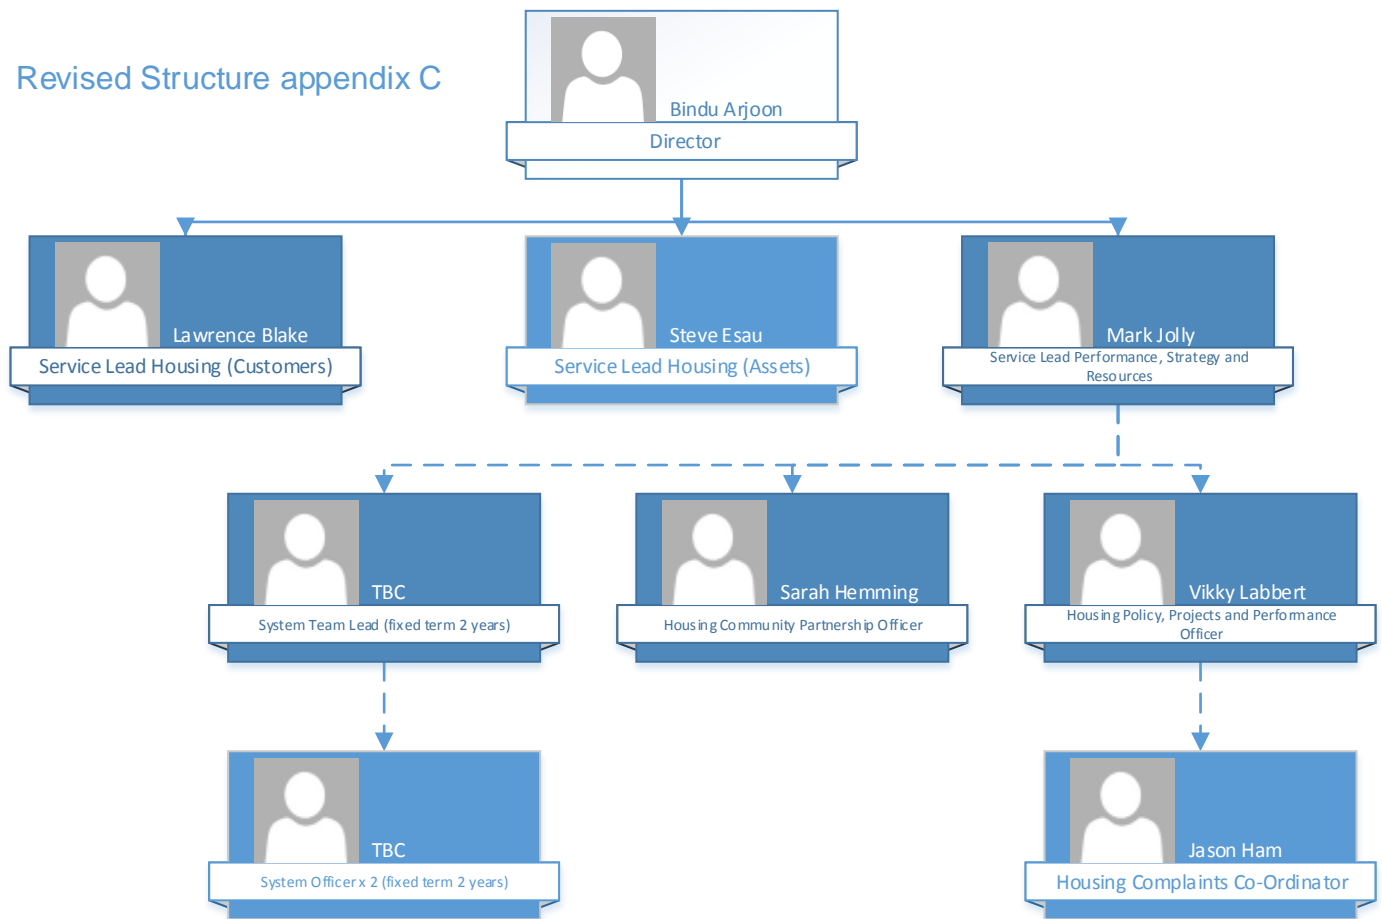 Revised Structure appendix C
Bindu Arjoon
Director
Lawrence Blake
Service Lead Housing (Customers)
Steve Esau
Service Lead Housing (Assets)
Mark Jolly
Service Lead Performance, Strategy and
Resources
TBC
System Team Lead (fixed term 2 years)
Sarah Hemming
Housing Community Partnership Officer
Vikky Labbert
Housing Policy, Projects and Performance
Officer
TBC
System Officer x 2 (fixed term 2 years)
Jason Ham
Housing Complaints Co-Ordinator